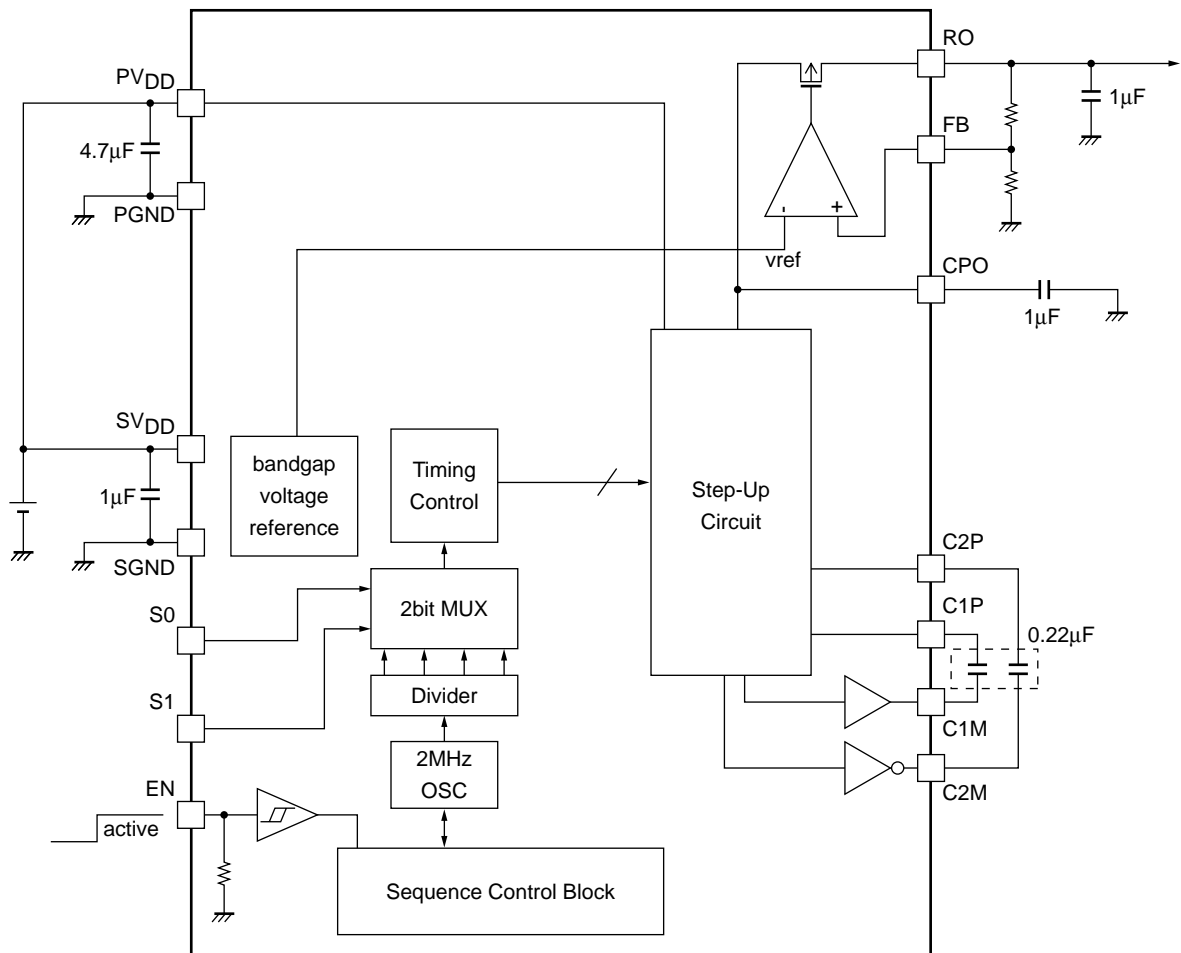 RO
PVDD
1μF
FB
4.7μF
PGND
-
+
vref
CPO
1μF
SVDD
bandgap
voltage
reference
Timing
Control
Step-Up
Circuit
1μF
SGND
C2P
S0
2bit MUX
C1P
0.22μF
S1
Divider
C1M
2MHz
OSC
EN
C2M
active
Sequence Control Block